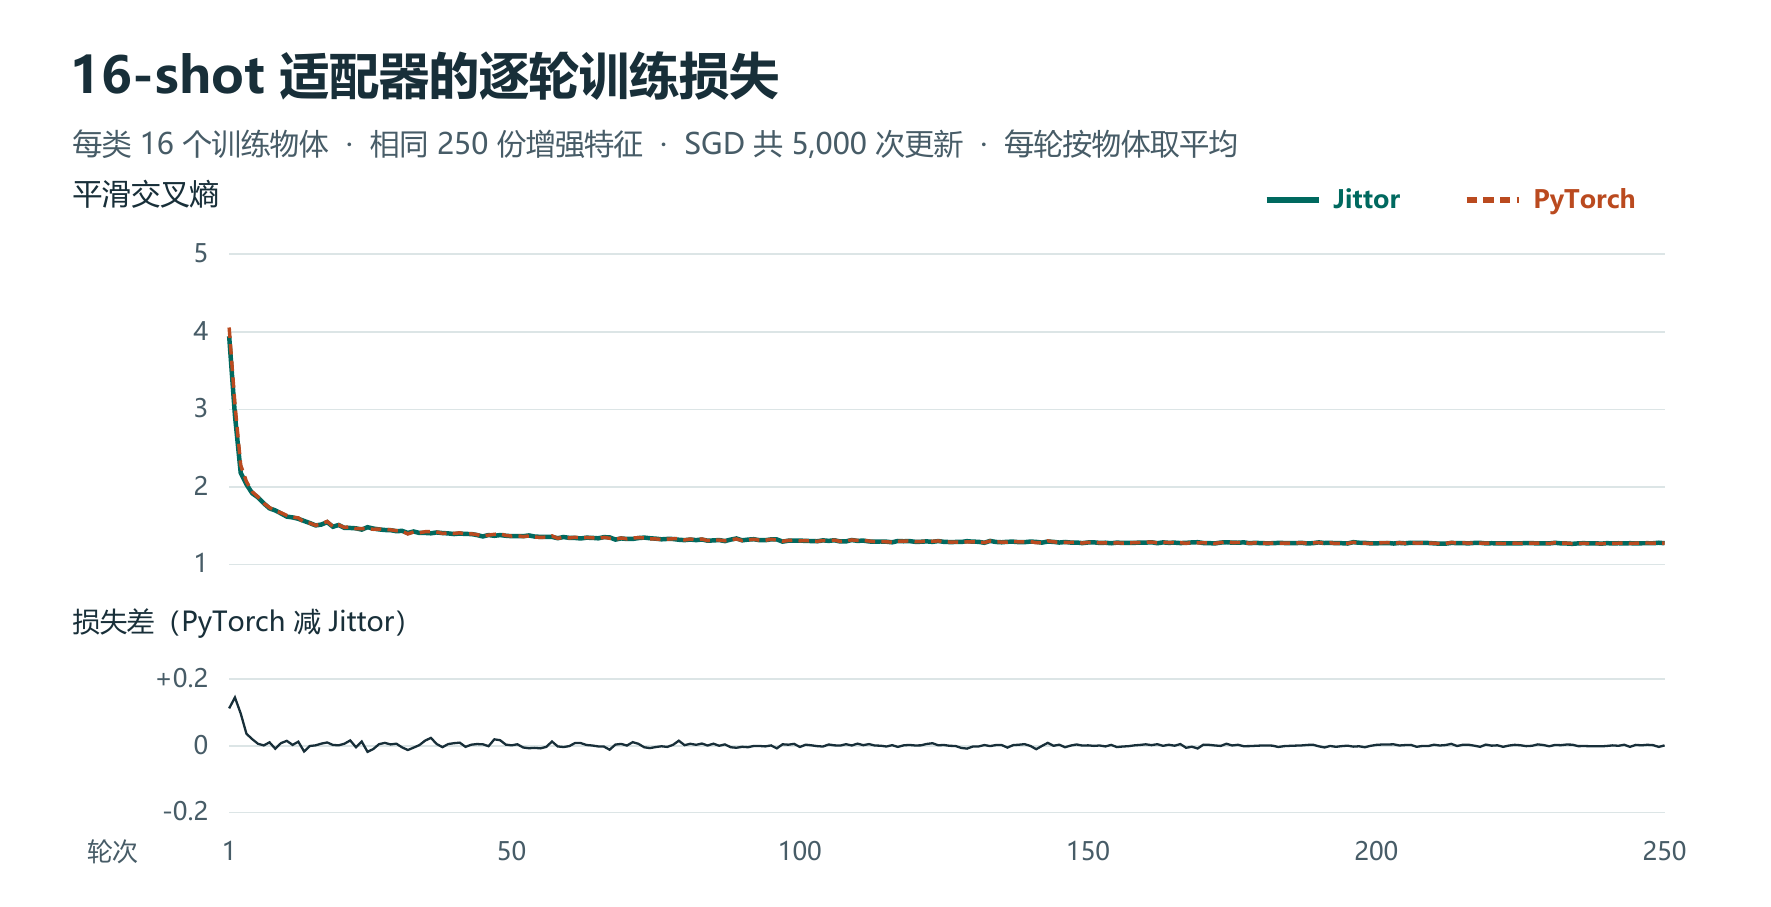 16-shot 适配器的逐轮训练损失
每类 16 个训练物体 · 相同 250 份增强特征 · SGD 共 5,000 次更新 · 每轮按物体取平均
平滑交叉熵
Jittor PyTorch
5
4
3
2
1
损失差（PyTorch 减 Jittor）
+0.2
0
-0.2
轮次 1 50 100 150 200 250